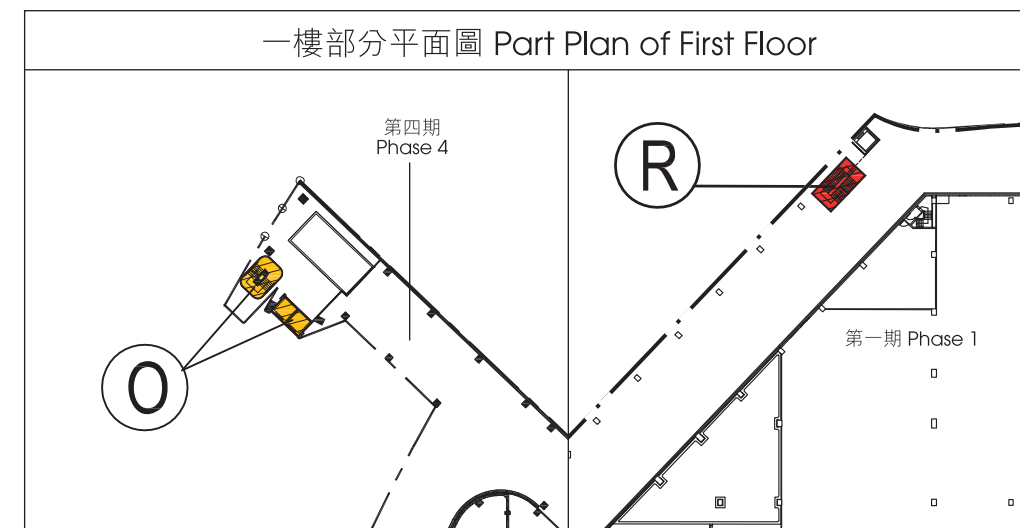 一樓部分平面圖 Part Plan of First Floor
第四期
Phase 4
R
O
第一期 Phase 1